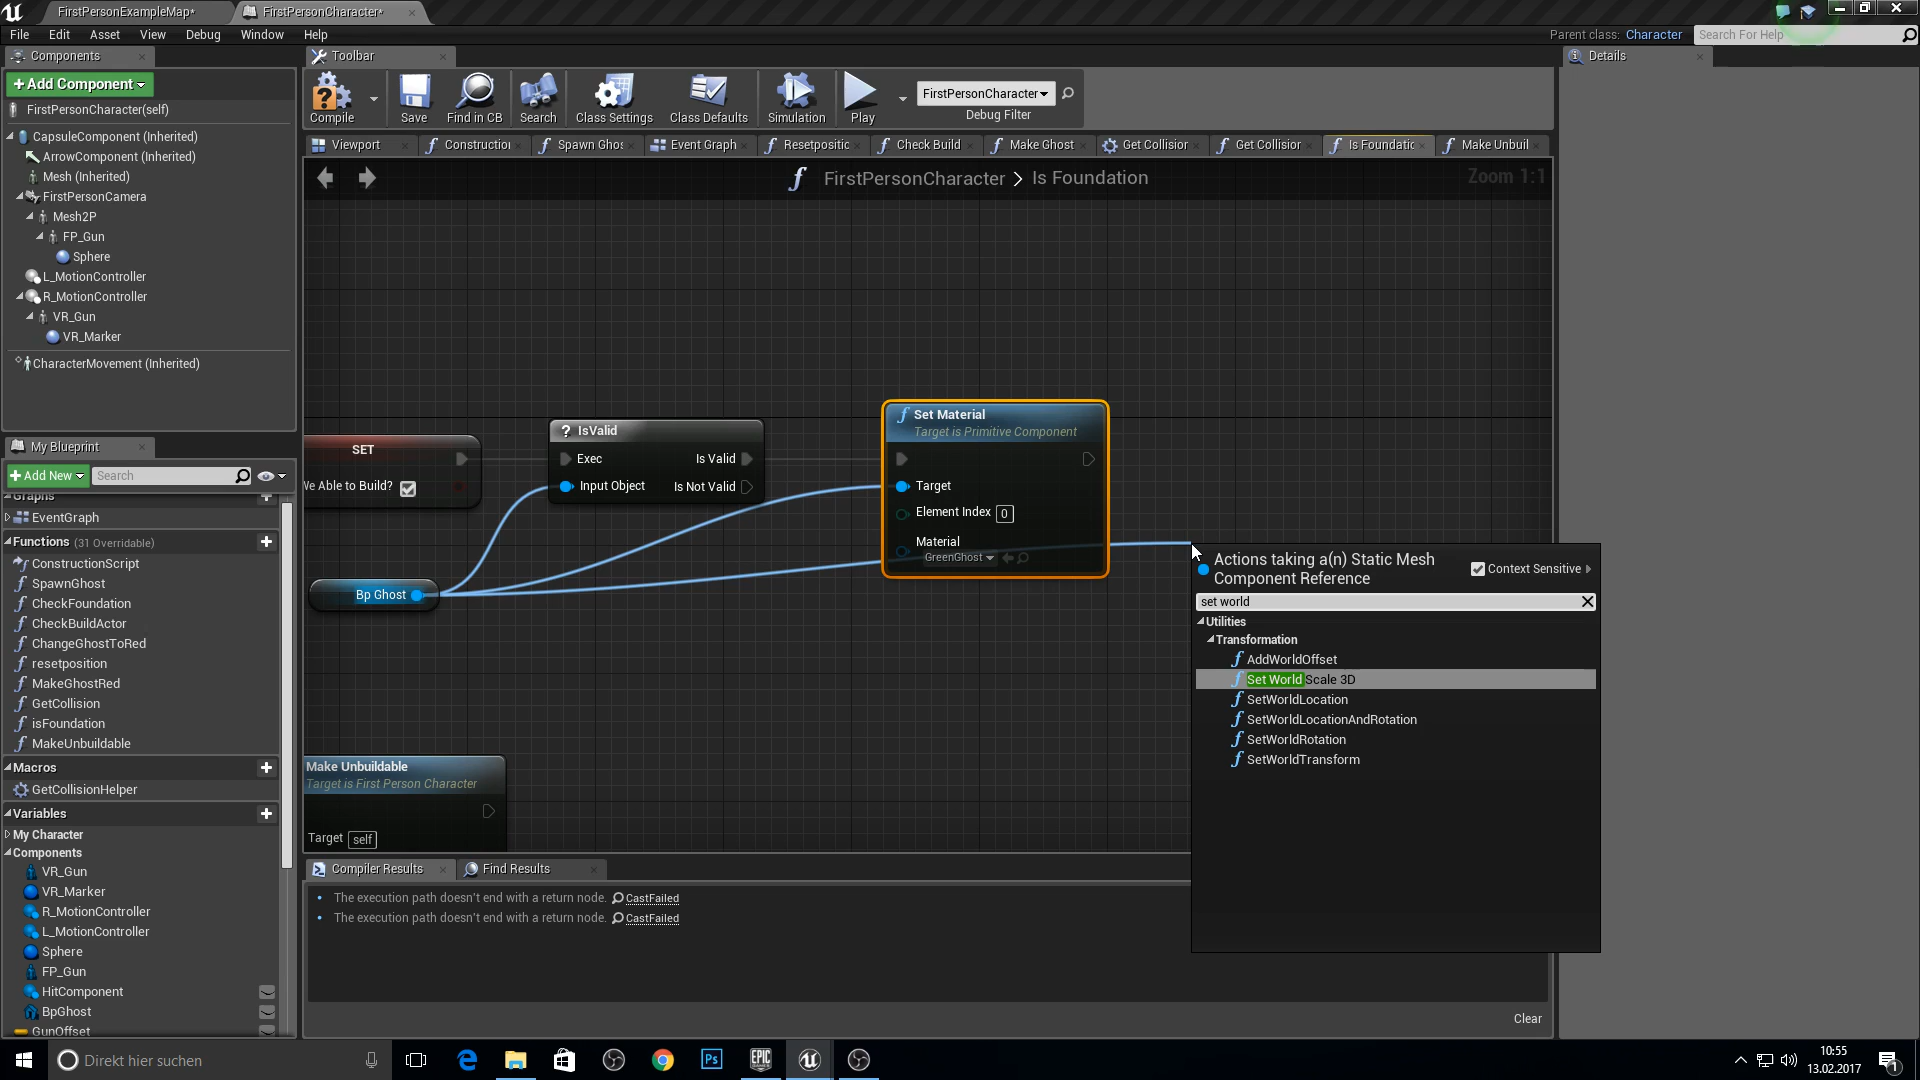 FirstPersonExampleMap*
FirstPersonCharacter*
File Edit Asset View Debug Window Help
Parent class: Character
Search For Help
Components
Toolbar
Details
+Add Component
FirstPersonCharacter(self)
CapsuleComponent (Inherited)
ArrowComponent (Inherited)
Mesh (Inherited)
FirstPersonCamera
Mesh2P
FP_Gun
Sphere
L_MotionController
R_MotionController
VR_Gun
VR_Marker
CharacterMovement (Inherited)
Compile
Save
Find in CB
Search
Class Settings
Class Defaults
Simulation
Play
FirstPersonCharacter
Debug Filter
Viewport
Constructior
Spawn Ghos
Event Graph
Resetpositic
Check Build
Make Ghost
Get Collisior
Get Collisior
Is Foundatic
Make Unbuil
FirstPersonCharacter > Is Foundation
Zoom 1:1
SET
We Able to Build?
? IsValid
Exec
Is Valid
Input Object
Is Not Valid
Set Material
Target is Primitive Component
Target
Element Index 0
Material
GreenGhost
Bp Ghost
Make Unbuildable
Target is First Person Character
Target self
Actions taking a(n) Static Mesh
Component Reference
Context Sensitive
set world
Utilities
Transformation
AddWorldOffset
Set World Scale 3D
SetWorldLocation
SetWorldLocationAndRotation
SetWorldRotation
SetWorldTransform
My Blueprint
+Add New
Search
Graphs
EventGraph
Functions (31 Overridable)
ConstructionScript
SpawnGhost
CheckFoundation
CheckBuildActor
ChangeGhostToRed
resetposition
MakeGhostRed
GetCollision
isFoundation
MakeUnbuildable
Macros
GetCollisionHelper
Variables
My Character
Components
VR_Gun
VR_Marker
R_MotionController
L_MotionController
Sphere
FP_Gun
HitComponent
BpGhost
GunOffset
Compiler Results
Find Results
The execution path doesn't end with a return node. CastFailed
The execution path doesn't end with a return node. CastFailed
Clear
Direkt hier suchen
Ps
EPIC
GAMES
10:55
13.02.2017
1